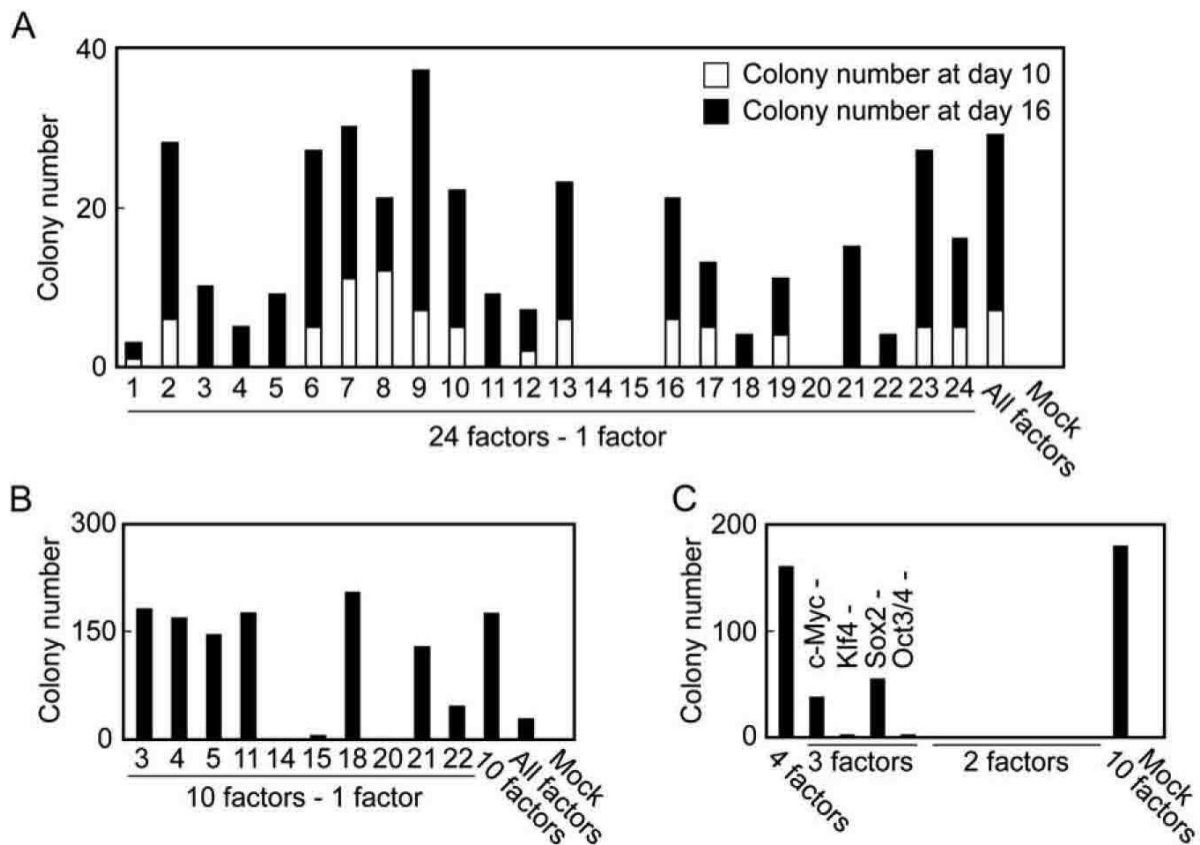 A
40
20
0
Colony number
Colony number at day 10
Colony number at day 16
1 2 3 4 5 6 7 8 9 10 11 12 13 14 15 16 17 18 19 20 21 22 23 24 All factors Mock
24 factors - 1 factor
B
300
150
0
Colony number
3 4 5 11 14 15 18 20 21 22 10 factors All factors Mock
10 factors - 1 factor
C
200
100
0
Colony number
c-Myc -
Klf4 -
Sox2 -
Oct3/4 -
4 factors 3 factors 2 factors 10 factors Mock